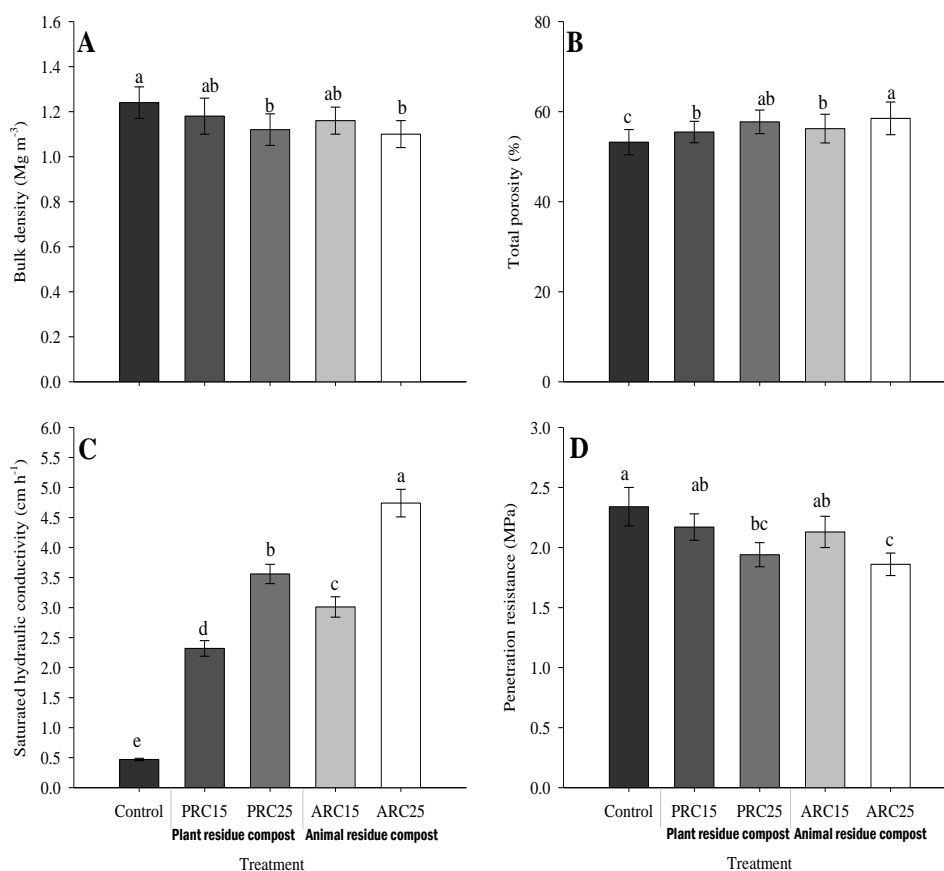 A
Bulk density (Mg m⁻³)
1.6
1.4
1.2
1.0
0.8
0.6
0.4
0.2
0.0
a
ab
b
ab
b
B
Total porosity (%)
80
60
40
20
0
c
b
ab
b
a
C
Saturated hydraulic conductivity (cm h⁻¹)
6.0
5.5
5.0
4.5
4.0
3.5
3.0
2.5
2.0
1.5
1.0
0.5
0.0
e
d
b
c
a
Control PRC15 PRC25 ARC15 ARC25
Plant residue compost Animal residue compost
Treatment
D
Penetration resistance (MPa)
3.0
2.5
2.0
1.5
1.0
0.5
0.0
a
ab
bc
ab
c
Control PRC15 PRC25 ARC15 ARC25
Plant residue compost Animal residue compost
Treatment